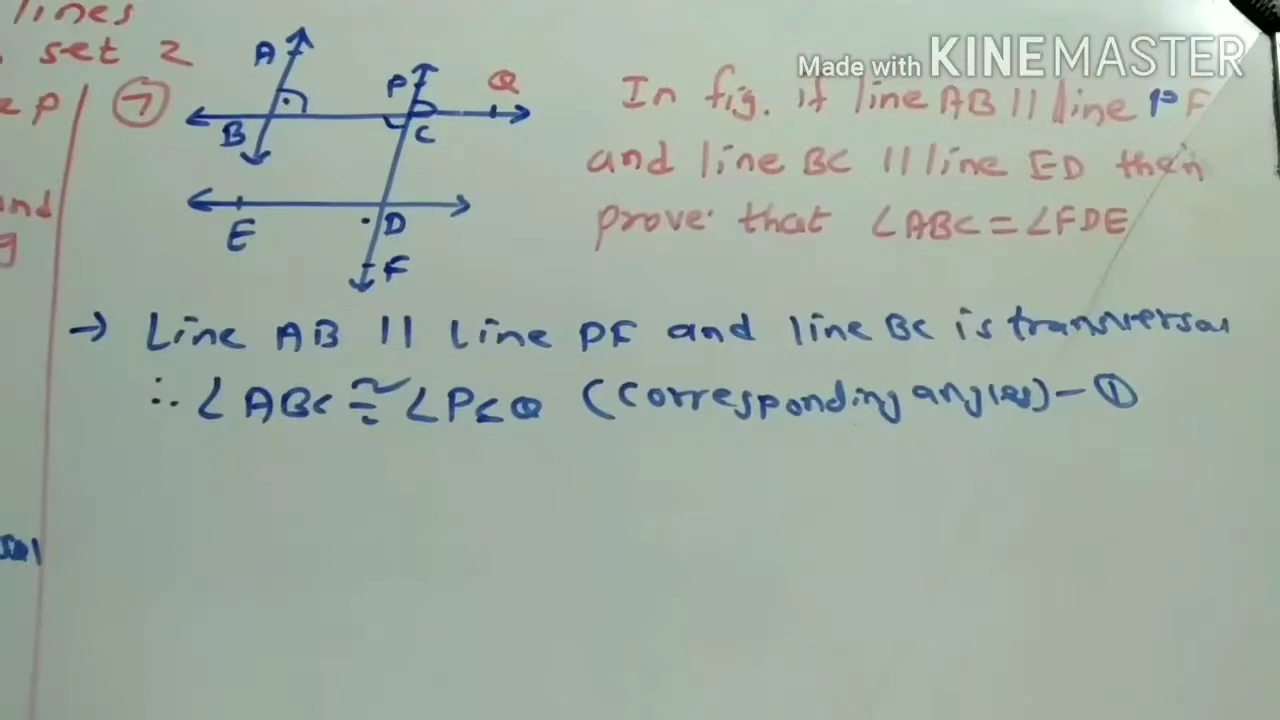 lines
set 2
Made with KINEMASTER
P
⑦
A
B
P
Q
C
E
D
F
In fig. if line AB || line PF
and line BC || line ED then
prove that ∠ABC = ∠FDE
→ Line AB || line PF and line BC is transversal
∴ ∠ABC ≅ ∠PCQ (Corresponding angles) - ①
and
g